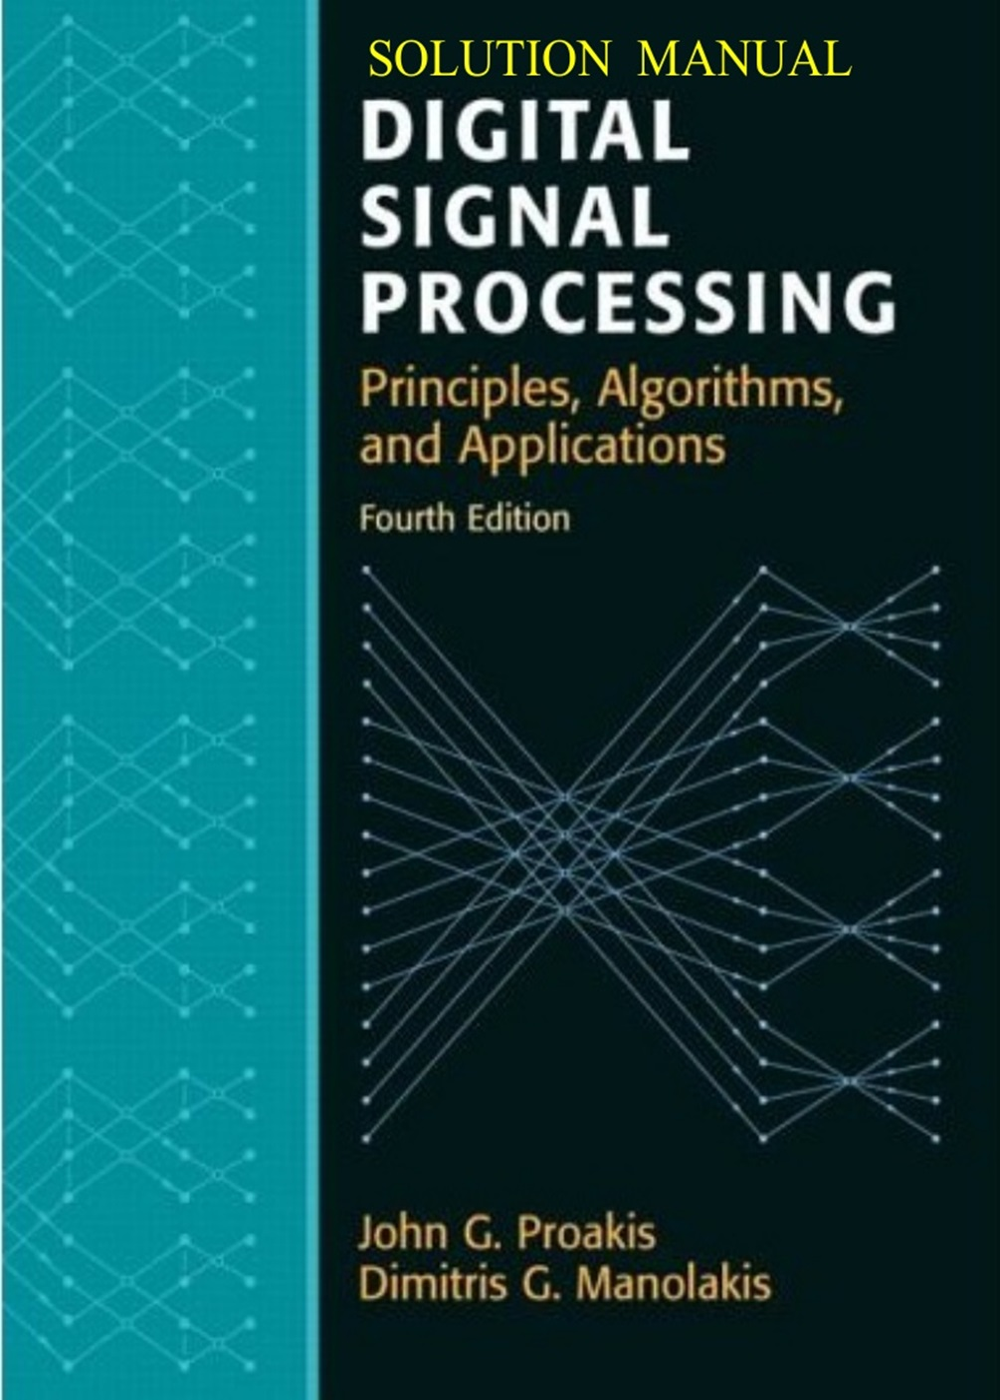 SOLUTION MANUAL
DIGITAL
SIGNAL
PROCESSING
Principles, Algorithms,
and Applications
Fourth Edition
John G. Proakis
Dimitris G. Manolakis